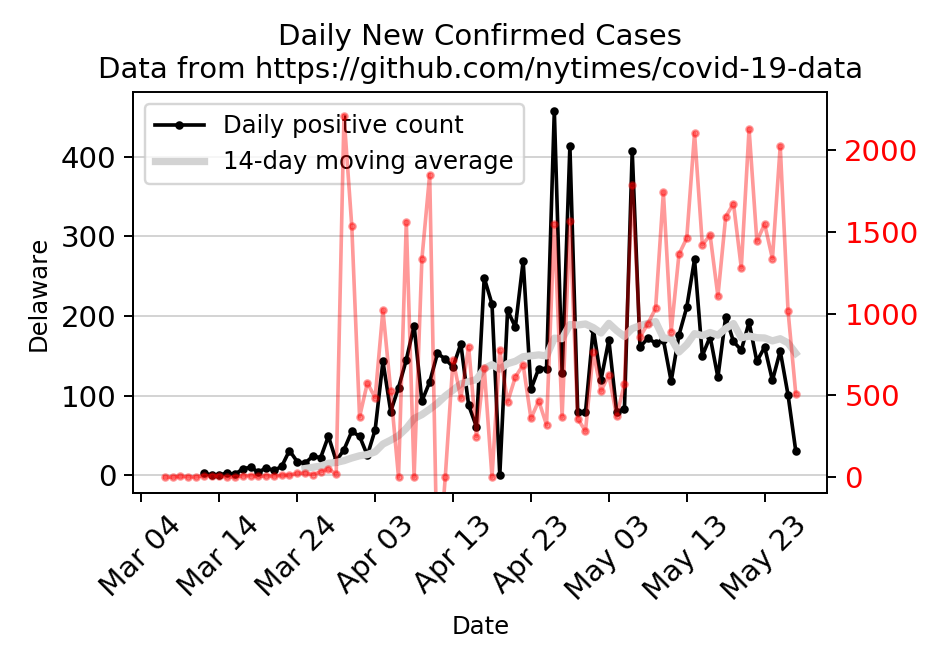 Daily New Confirmed Cases
Data from https://github.com/nytimes/covid-19-data
Daily positive count
14-day moving average
400
300
200
100
0
Delaware
2000
1500
1000
500
0
Mar 04
Mar 14
Mar 24
Apr 03
Apr 13
Apr 23
May 03
May 13
May 23
Date